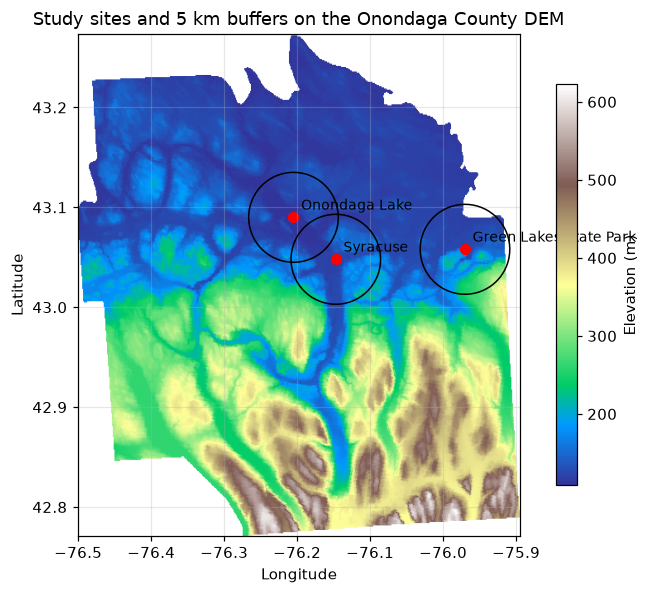 Study sites and 5 km buffers on the Onondaga County DEM
43.2
43.1
43.0
42.9
42.8
Latitude
Onondaga Lake
Syracuse
Green Lakes State Park
−76.5
−76.4
−76.3
−76.2
−76.1
−76.0
−75.9
Longitude
600
500
400
300
200
Elevation (m)